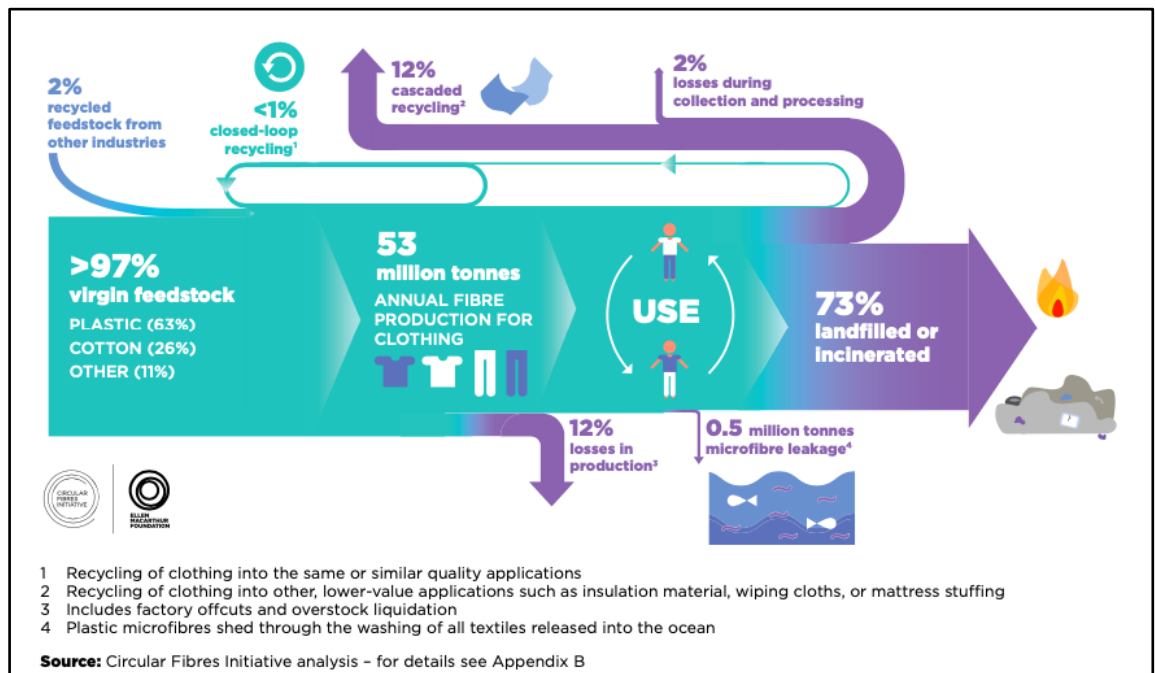 2%
recycled
feedstock from
other industries
<1%
closed-loop
recycling¹
12%
cascaded
recycling²
2%
losses during
collection and processing
>97%
virgin feedstock
PLASTIC (63%)
COTTON (26%)
OTHER (11%)
53
million tonnes
ANNUAL FIBRE
PRODUCTION FOR
CLOTHING
USE
73%
landfilled or
incinerated
12%
losses in
production³
0.5 million tonnes
microfibre leakage⁴
CIRCULAR
FIBRES
INITIATIVE
ELLEN
MACARTHUR
FOUNDATION
1 Recycling of clothing into the same or similar quality applications
2 Recycling of clothing into other, lower-value applications such as insulation material, wiping cloths, or mattress stuffing
3 Includes factory offcuts and overstock liquidation
4 Plastic microfibres shed through the washing of all textiles released into the ocean
Source: Circular Fibres Initiative analysis – for details see Appendix B